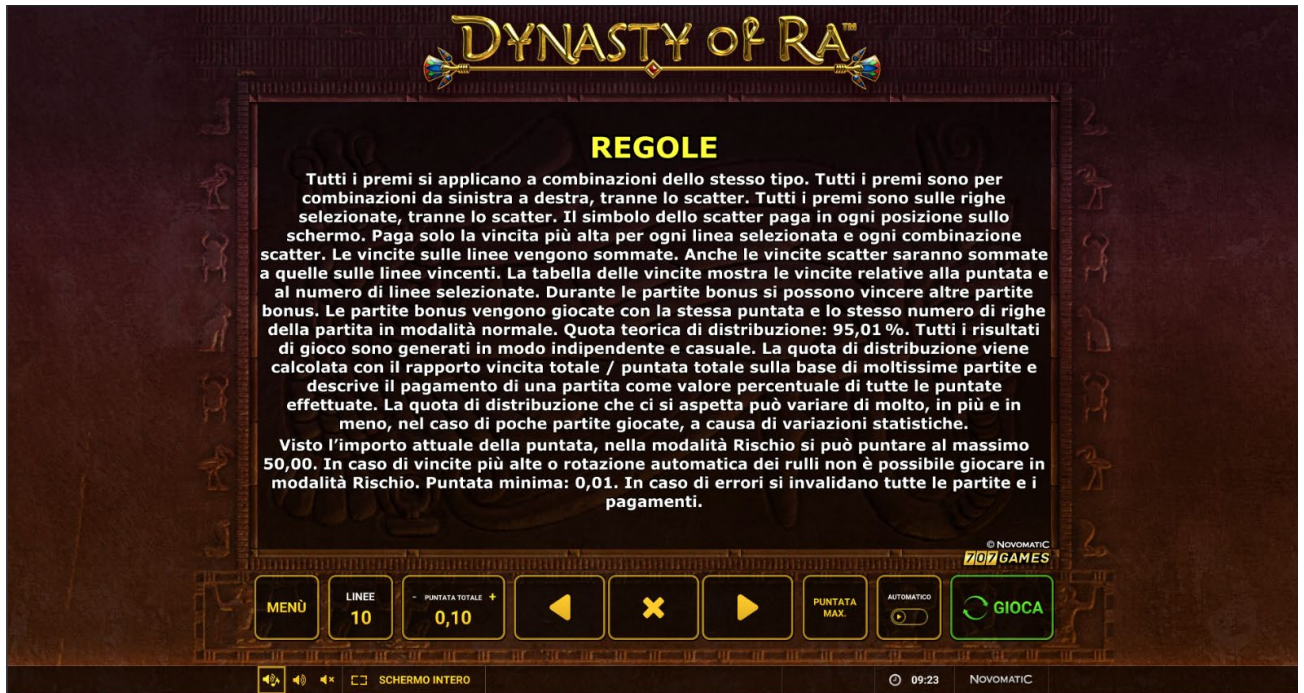 DYNASTY OF RA™
REGOLE
Tutti i premi si applicano a combinazioni dello stesso tipo. Tutti i premi sono per
combinazioni da sinistra a destra, tranne lo scatter. Tutti i premi sono sulle righe
selezionate, tranne lo scatter. Il simbolo dello scatter paga in ogni posizione sullo
schermo. Paga solo la vincita più alta per ogni linea selezionata e ogni combinazione
scatter. Le vincite sulle linee vengono sommate. Anche le vincite scatter saranno sommate
a quelle sulle linee vincenti. La tabella delle vincite mostra le vincite relative alla puntata e
al numero di linee selezionate. Durante le partite bonus si possono vincere altre partite
bonus. Le partite bonus vengono giocate con la stessa puntata e lo stesso numero di righe
della partita in modalità normale. Quota teorica di distribuzione: 95,01 %. Tutti i risultati
di gioco sono generati in modo indipendente e casuale. La quota di distribuzione viene
calcolata con il rapporto vincita totale / puntata totale sulla base di moltissime partite e
descrive il pagamento di una partita come valore percentuale di tutte le puntate
effettuate. La quota di distribuzione che ci si aspetta può variare di molto, in più e in
meno, nel caso di poche partite giocate, a causa di variazioni statistiche.
Visto l'importo attuale della puntata, nella modalità Rischio si può puntare al massimo
50,00. In caso di vincite più alte o rotazione automatica dei rulli non è possibile giocare in
modalità Rischio. Puntata minima: 0,01. In caso di errori si invalidano tutte le partite e i
pagamenti.
© NOVOMATIC
707 GAMES
MENÙ
LINEE
10
- PUNTATA TOTALE +
0,10
PUNTATA
MAX.
AUTOMATICO
GIOCA
SCHERMO INTERO
09:23
NOVOMATIC